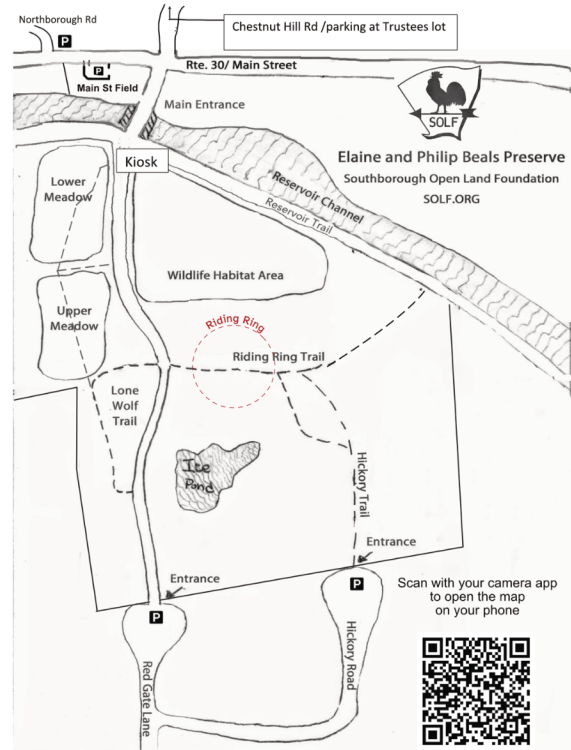 Northborough Rd
P
Chestnut Hill Rd /parking at Trustees lot
P
Main St Field
Rte. 30/ Main Street
Main Entrance
SOLF
Kiosk
Elaine and Philip Beals Preserve
Southborough Open Land Foundation
SOLF.ORG
Lower
Meadow
Reservoir Channel
Reservoir Trail
Wildlife Habitat Area
Upper
Meadow
Riding Ring
Riding Ring Trail
Lone
Wolf
Trail
Ice
Pond
Hickory Trail
Entrance
Entrance
P
P
Scan with your camera app
to open the map
on your phone
Red Gate Lane
Hickory Road